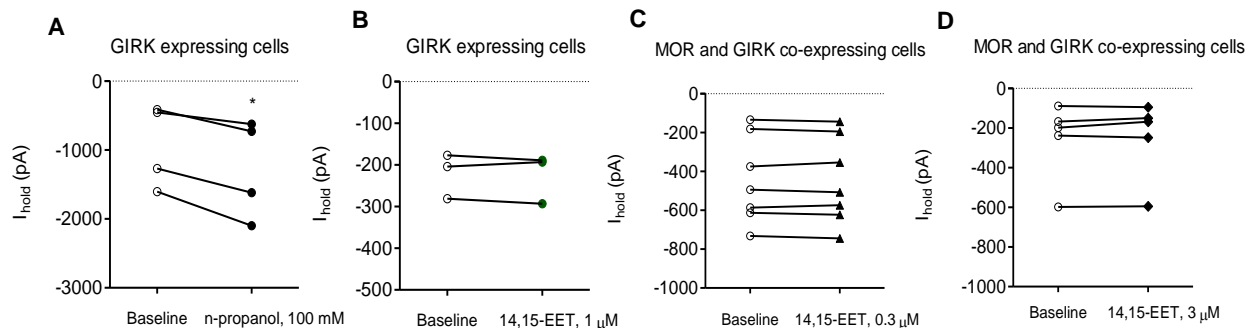 A
GIRK expressing cells
0
*
-1000
-2000
-3000
I_hold (pA)
Baseline
n-propanol, 100 mM
B
GIRK expressing cells
0
-100
-200
-300
-400
-500
I_hold (pA)
Baseline
14,15-EET, 1 μM
C
MOR and GIRK co-expressing cells
0
-200
-400
-600
-800
-1000
I_hold (pA)
Baseline
14,15-EET, 0.3 μM
D
MOR and GIRK co-expressing cells
0
-200
-400
-600
-800
-1000
I_hold (pA)
Baseline
14,15-EET, 3 μM